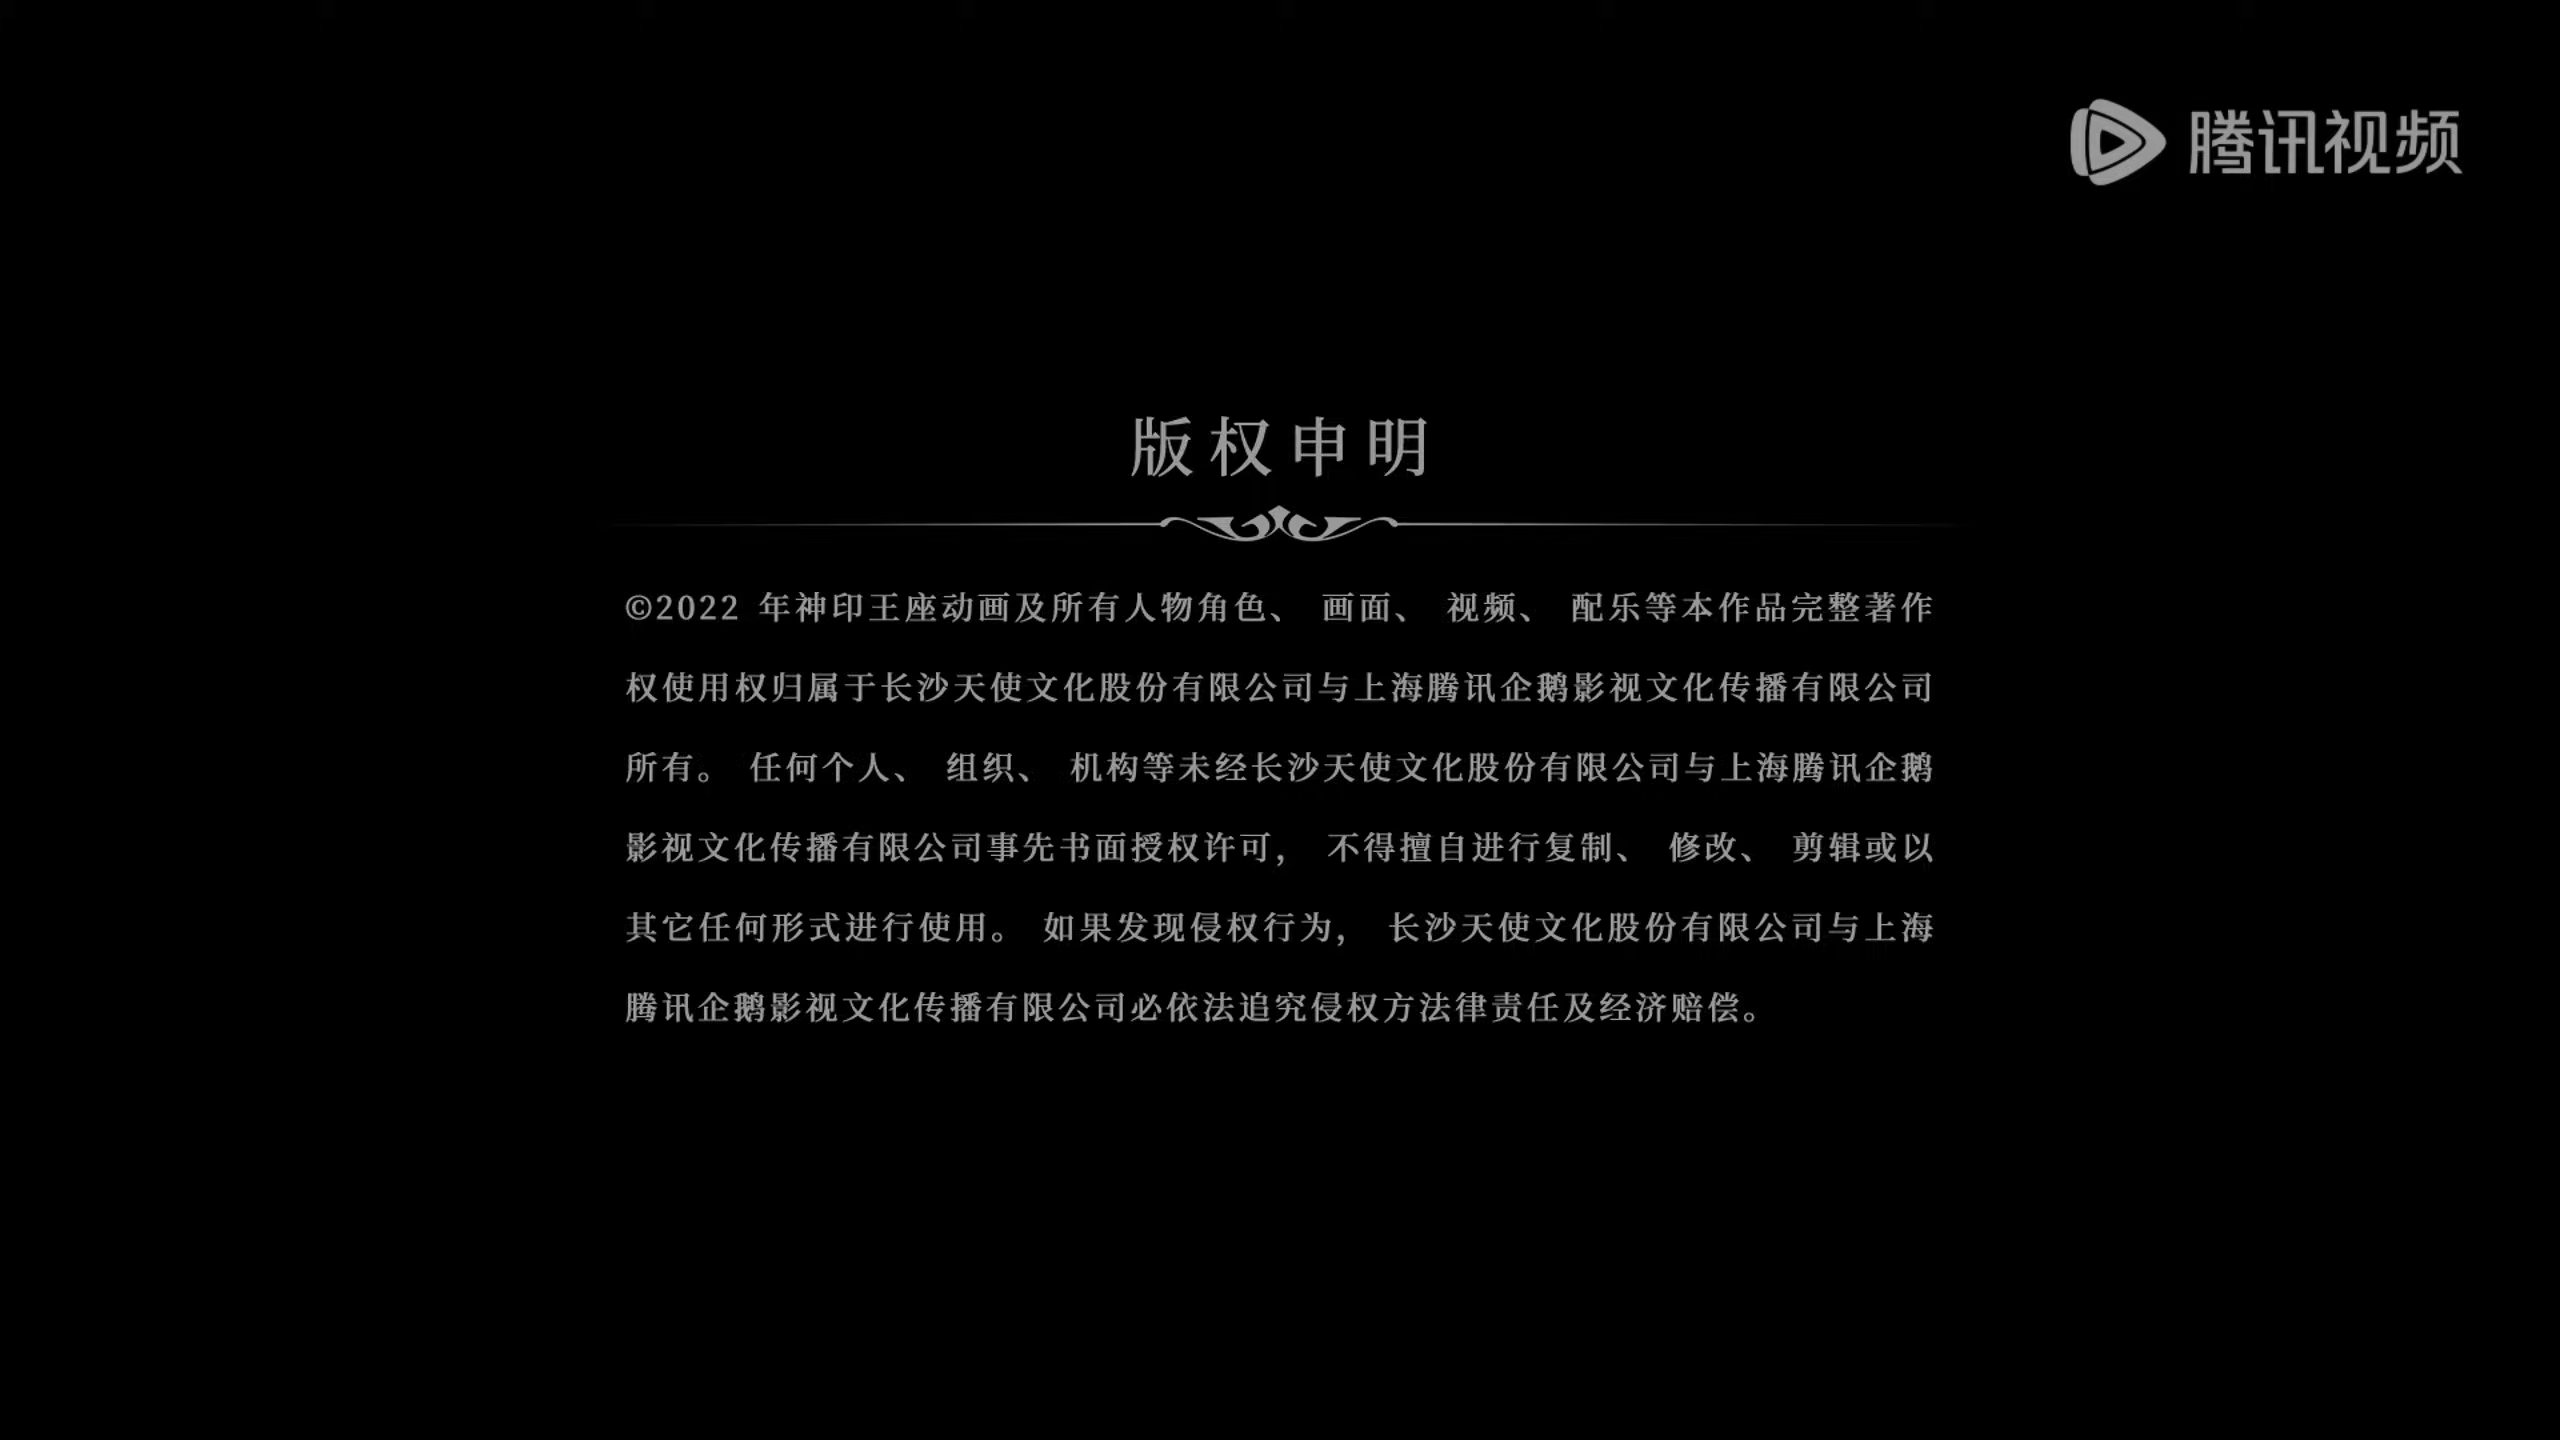 腾讯视频
版权申明
©2022 年神印王座动画及所有人物角色、 画面、 视频、 配乐等本作品完整著作
权使用权归属于长沙天使文化股份有限公司与上海腾讯企鹅影视文化传播有限公司
所有。 任何个人、 组织、 机构等未经长沙天使文化股份有限公司与上海腾讯企鹅
影视文化传播有限公司事先书面授权许可, 不得擅自进行复制、 修改、 剪辑或以
其它任何形式进行使用。 如果发现侵权行为, 长沙天使文化股份有限公司与上海
腾讯企鹅影视文化传播有限公司必依法追究侵权方法律责任及经济赔偿。